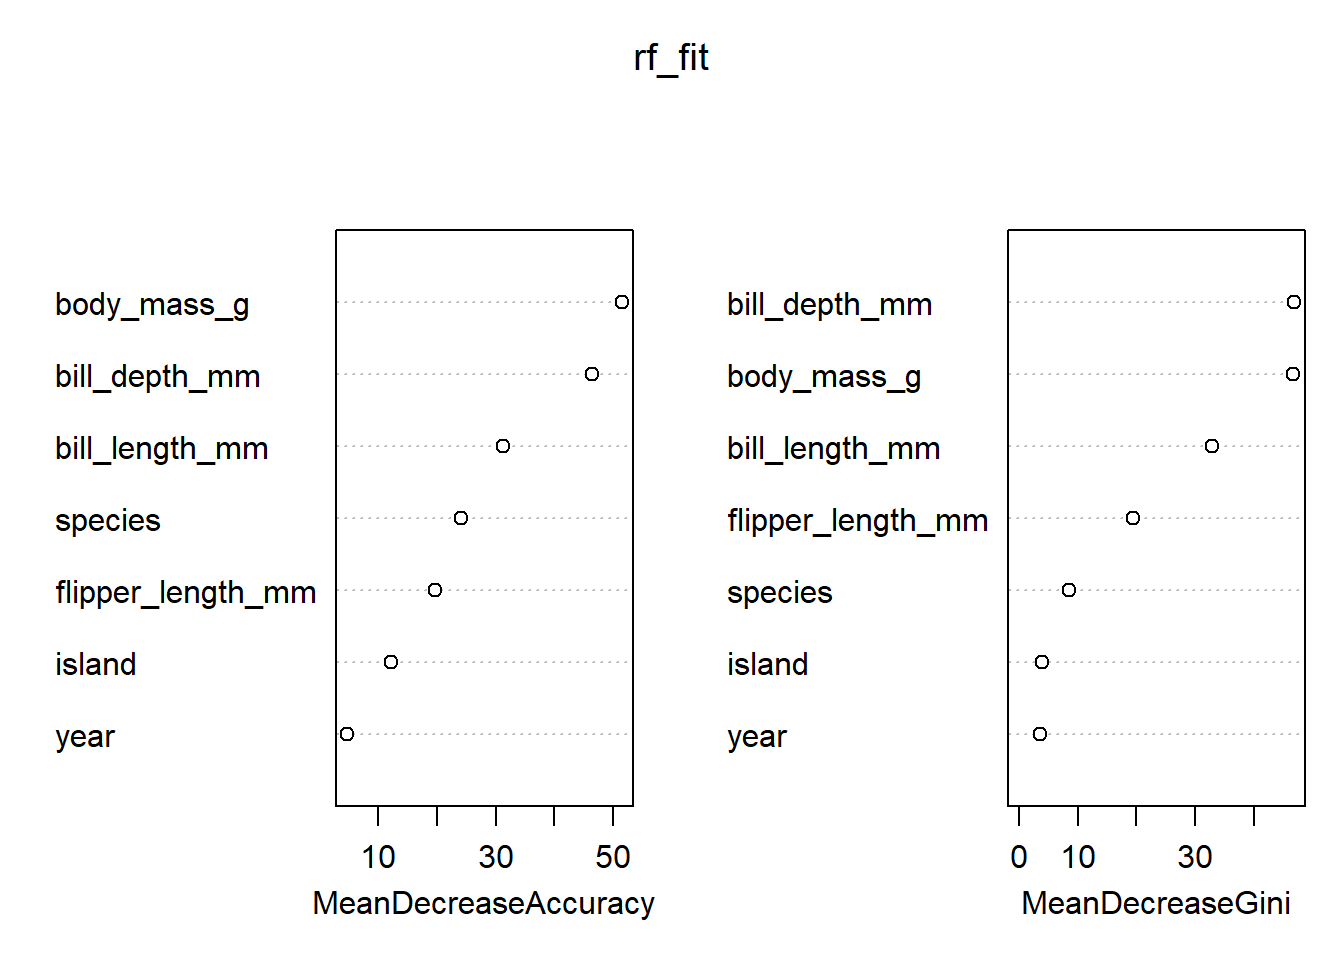 rf_fit
body_mass_g
bill_depth_mm
bill_length_mm
species
flipper_length_mm
island
year
10 30 50
MeanDecreaseAccuracy
bill_depth_mm
body_mass_g
bill_length_mm
flipper_length_mm
species
island
year
0 10 30
MeanDecreaseGini